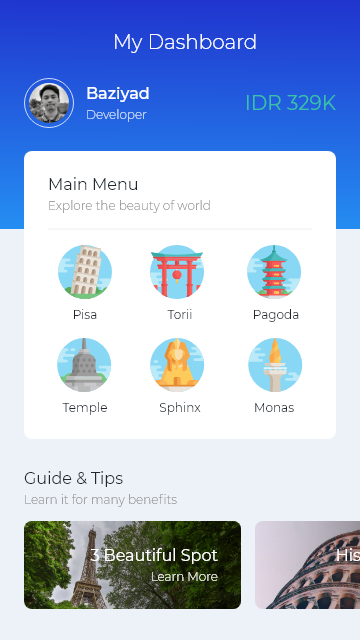 My Dashboard
Baziyad
Developer
IDR 329K
Main Menu
Explore the beauty of world
Pisa
Torii
Pagoda
Temple
Sphinx
Monas
Guide & Tips
Learn it for many benefits
3 Beautiful Spot
Learn More
His